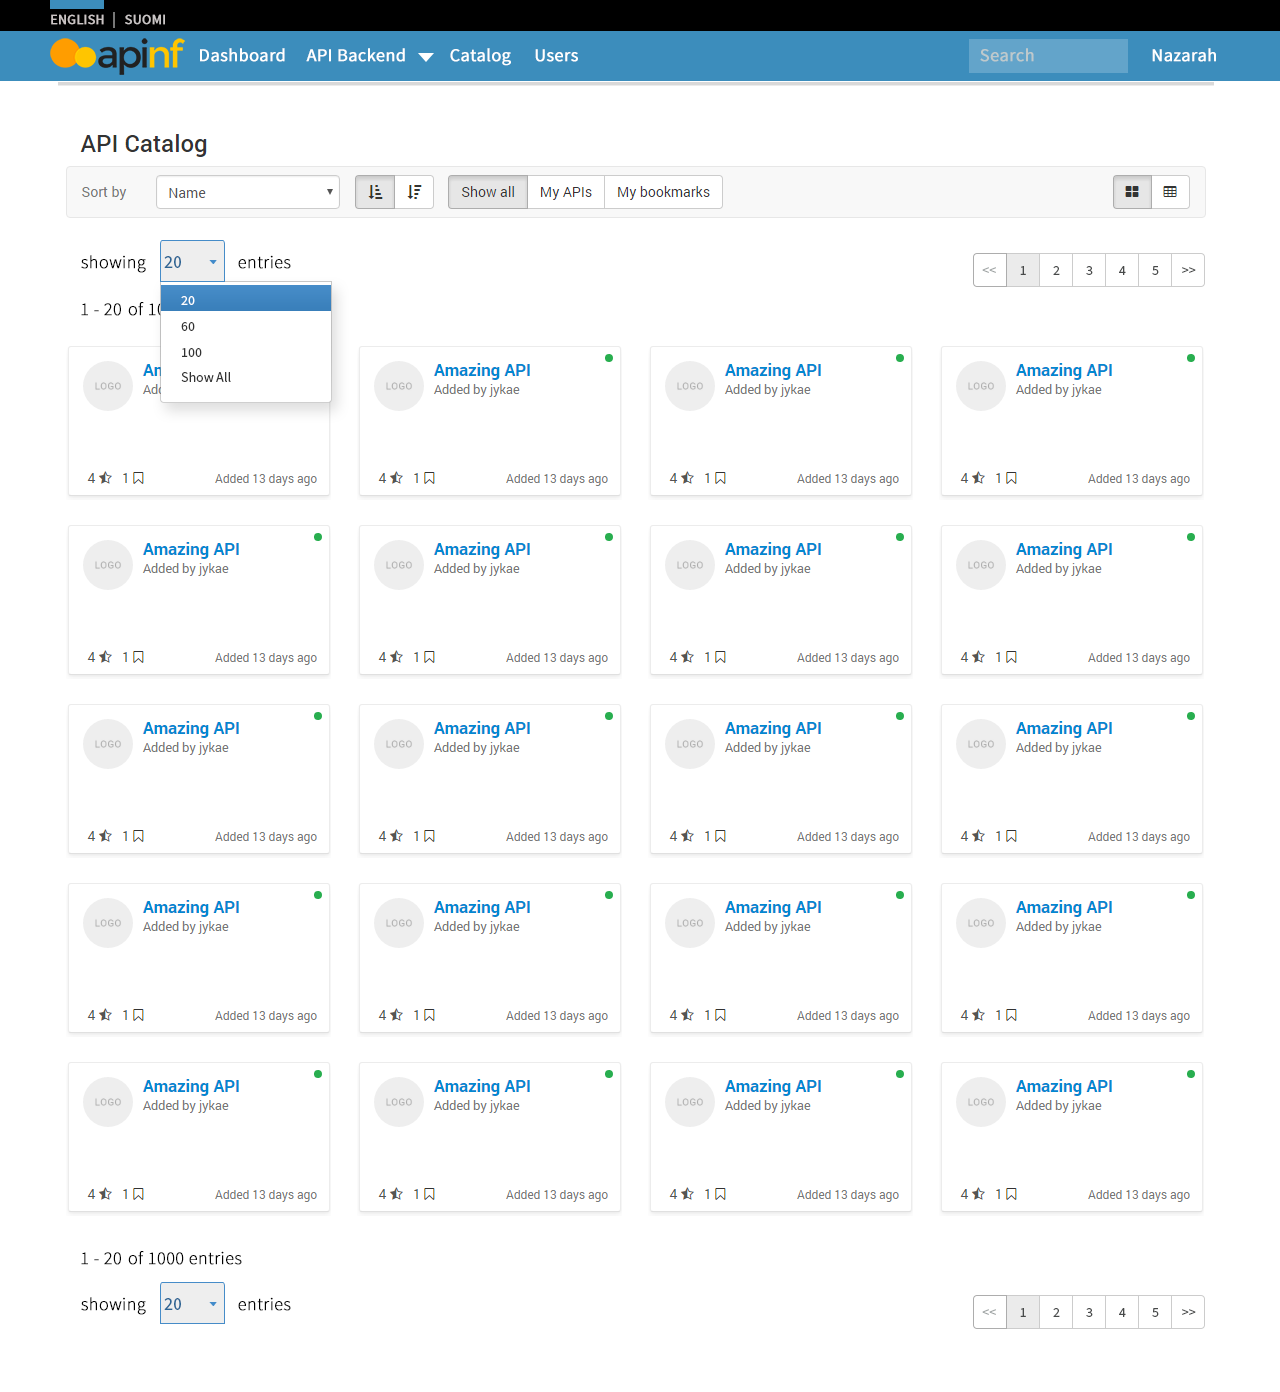 ENGLISH | SUOMI
apinf Dashboard API Backend Catalog Users Search Nazarah
API Catalog
Sort by Name Show all My APIs My bookmarks
showing 20 entries << 1 2 3 4 5 >>
20
1 - 20 of 10
60
100
Show All
LOGO Am Amazing API LOGO Amazing API LOGO Amazing API LOGO
Add Added by jykae Added by jykae Added by jykae
4 1 Added 13 days ago 4 1 Added 13 days ago 4 1 Added 13 days ago 4 1 Added 13 days ago
LOGO Amazing API LOGO Amazing API LOGO Amazing API LOGO Amazing API
Added by jykae Added by jykae Added by jykae Added by jykae
4 1 Added 13 days ago 4 1 Added 13 days ago 4 1 Added 13 days ago 4 1 Added 13 days ago
LOGO Amazing API LOGO Amazing API LOGO Amazing API LOGO Amazing API
Added by jykae Added by jykae Added by jykae Added by jykae
4 1 Added 13 days ago 4 1 Added 13 days ago 4 1 Added 13 days ago 4 1 Added 13 days ago
LOGO Amazing API LOGO Amazing API LOGO Amazing API LOGO Amazing API
Added by jykae Added by jykae Added by jykae Added by jykae
4 1 Added 13 days ago 4 1 Added 13 days ago 4 1 Added 13 days ago 4 1 Added 13 days ago
LOGO Amazing API LOGO Amazing API LOGO Amazing API LOGO Amazing API
Added by jykae Added by jykae Added by jykae Added by jykae
4 1 Added 13 days ago 4 1 Added 13 days ago 4 1 Added 13 days ago 4 1 Added 13 days ago
1 - 20 of 1000 entries
showing 20 entries << 1 2 3 4 5 >>